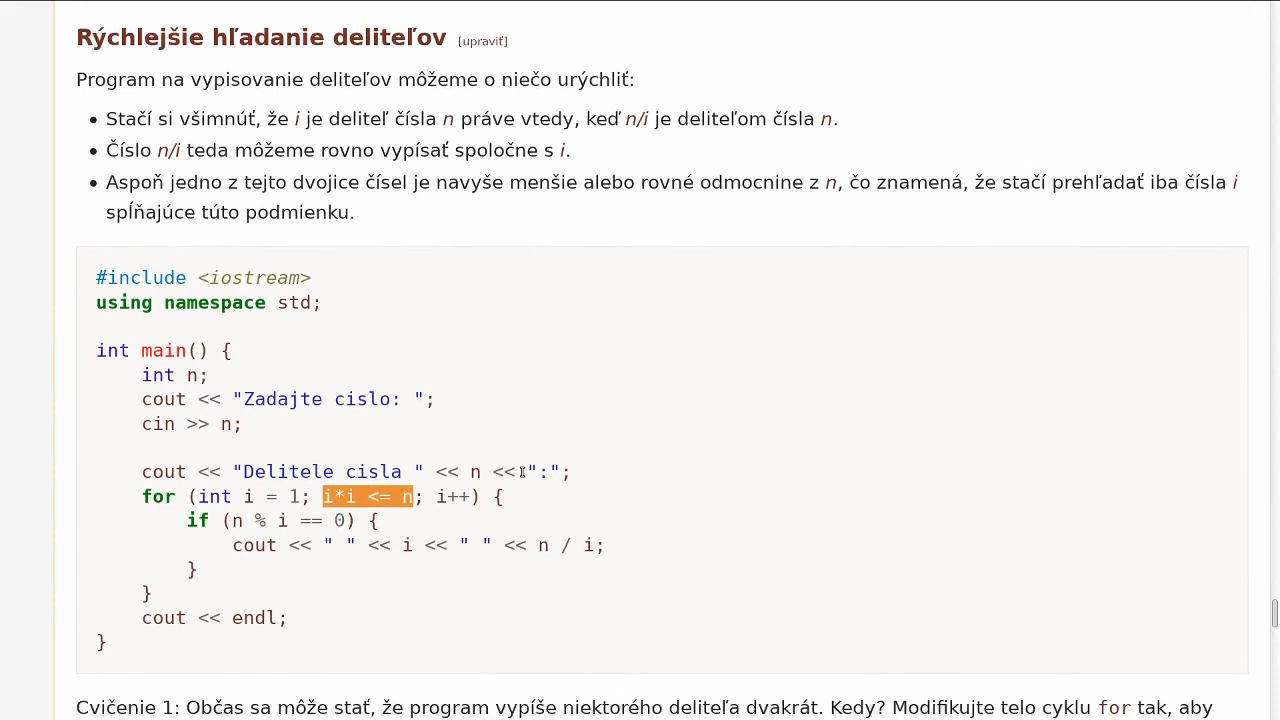 Rýchlejšie hľadanie deliteľov [upraviť]
Program na vypisovanie deliteľov môžeme o niečo urýchliť:
• Stačí si všimnúť, že i je deliteľ čísla n práve vtedy, keď n/i je deliteľom čísla n.
• Číslo n/i teda môžeme rovno vypísať spoločne s i.
• Aspoň jedno z tejto dvojice čísel je navyše menšie alebo rovné odmocnine z n, čo znamená, že stačí prehľadať iba čísla i
spĺňajúce túto podmienku.
#include <iostream>
using namespace std;
int main() {
    int n;
    cout << "Zadajte cislo: ";
    cin >> n;
    cout << "Delitele cisla " << n << ":";
    for (int i = 1; i*i <= n; i++) {
        if (n % i == 0) {
            cout << " " << i << " " << n / i;
        }
    }
    cout << endl;
}
Cvičenie 1: Občas sa môže stať, že program vypíše niektorého deliteľa dvakrát. Kedy? Modifikujte telo cyklu for tak, aby